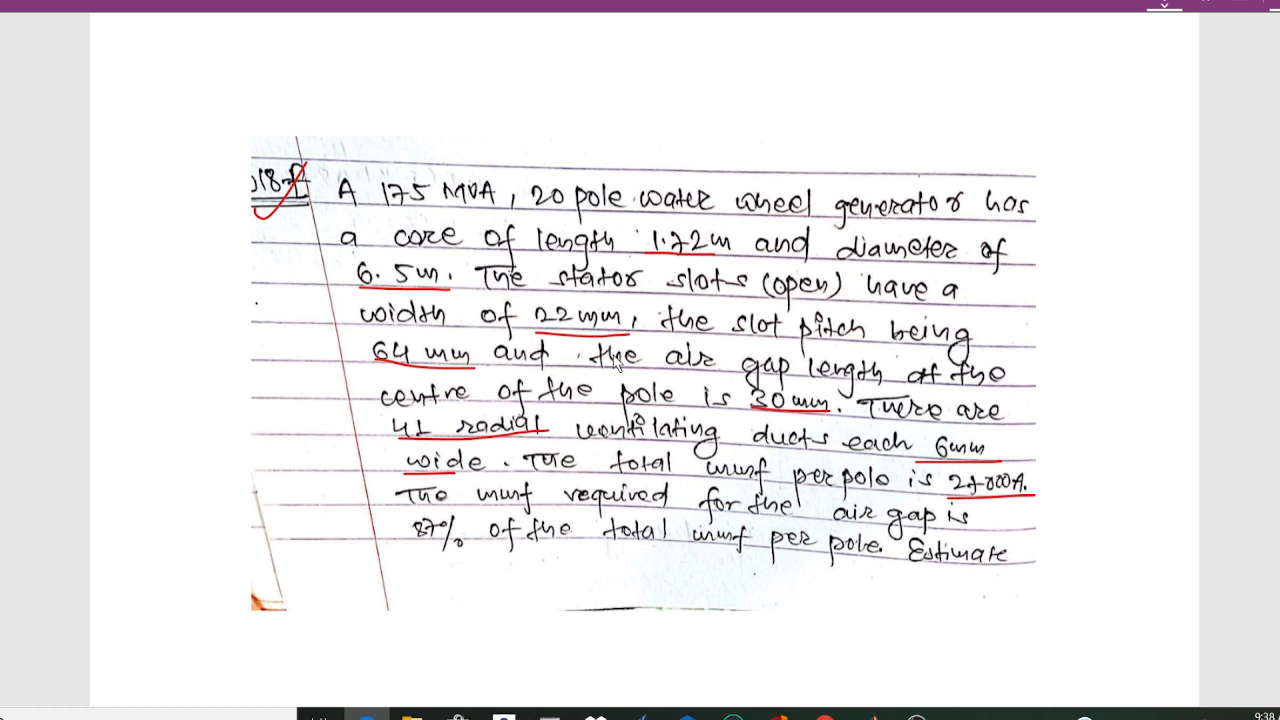 A 175 MVA, 20 pole water wheel generator has
a core of length 1.72m and diameter of
6.5m. The stator slots (open) have a
width of 22mm, the slot pitch being
64 mm and the air gap length at the
centre of the pole is 30mm. There are
41 radial ventilating ducts each 6mm
wide. The total mmf per pole is 27000A.
The mmf required for the air gap is
87% of the total mmf per pole. Estimate
9:38